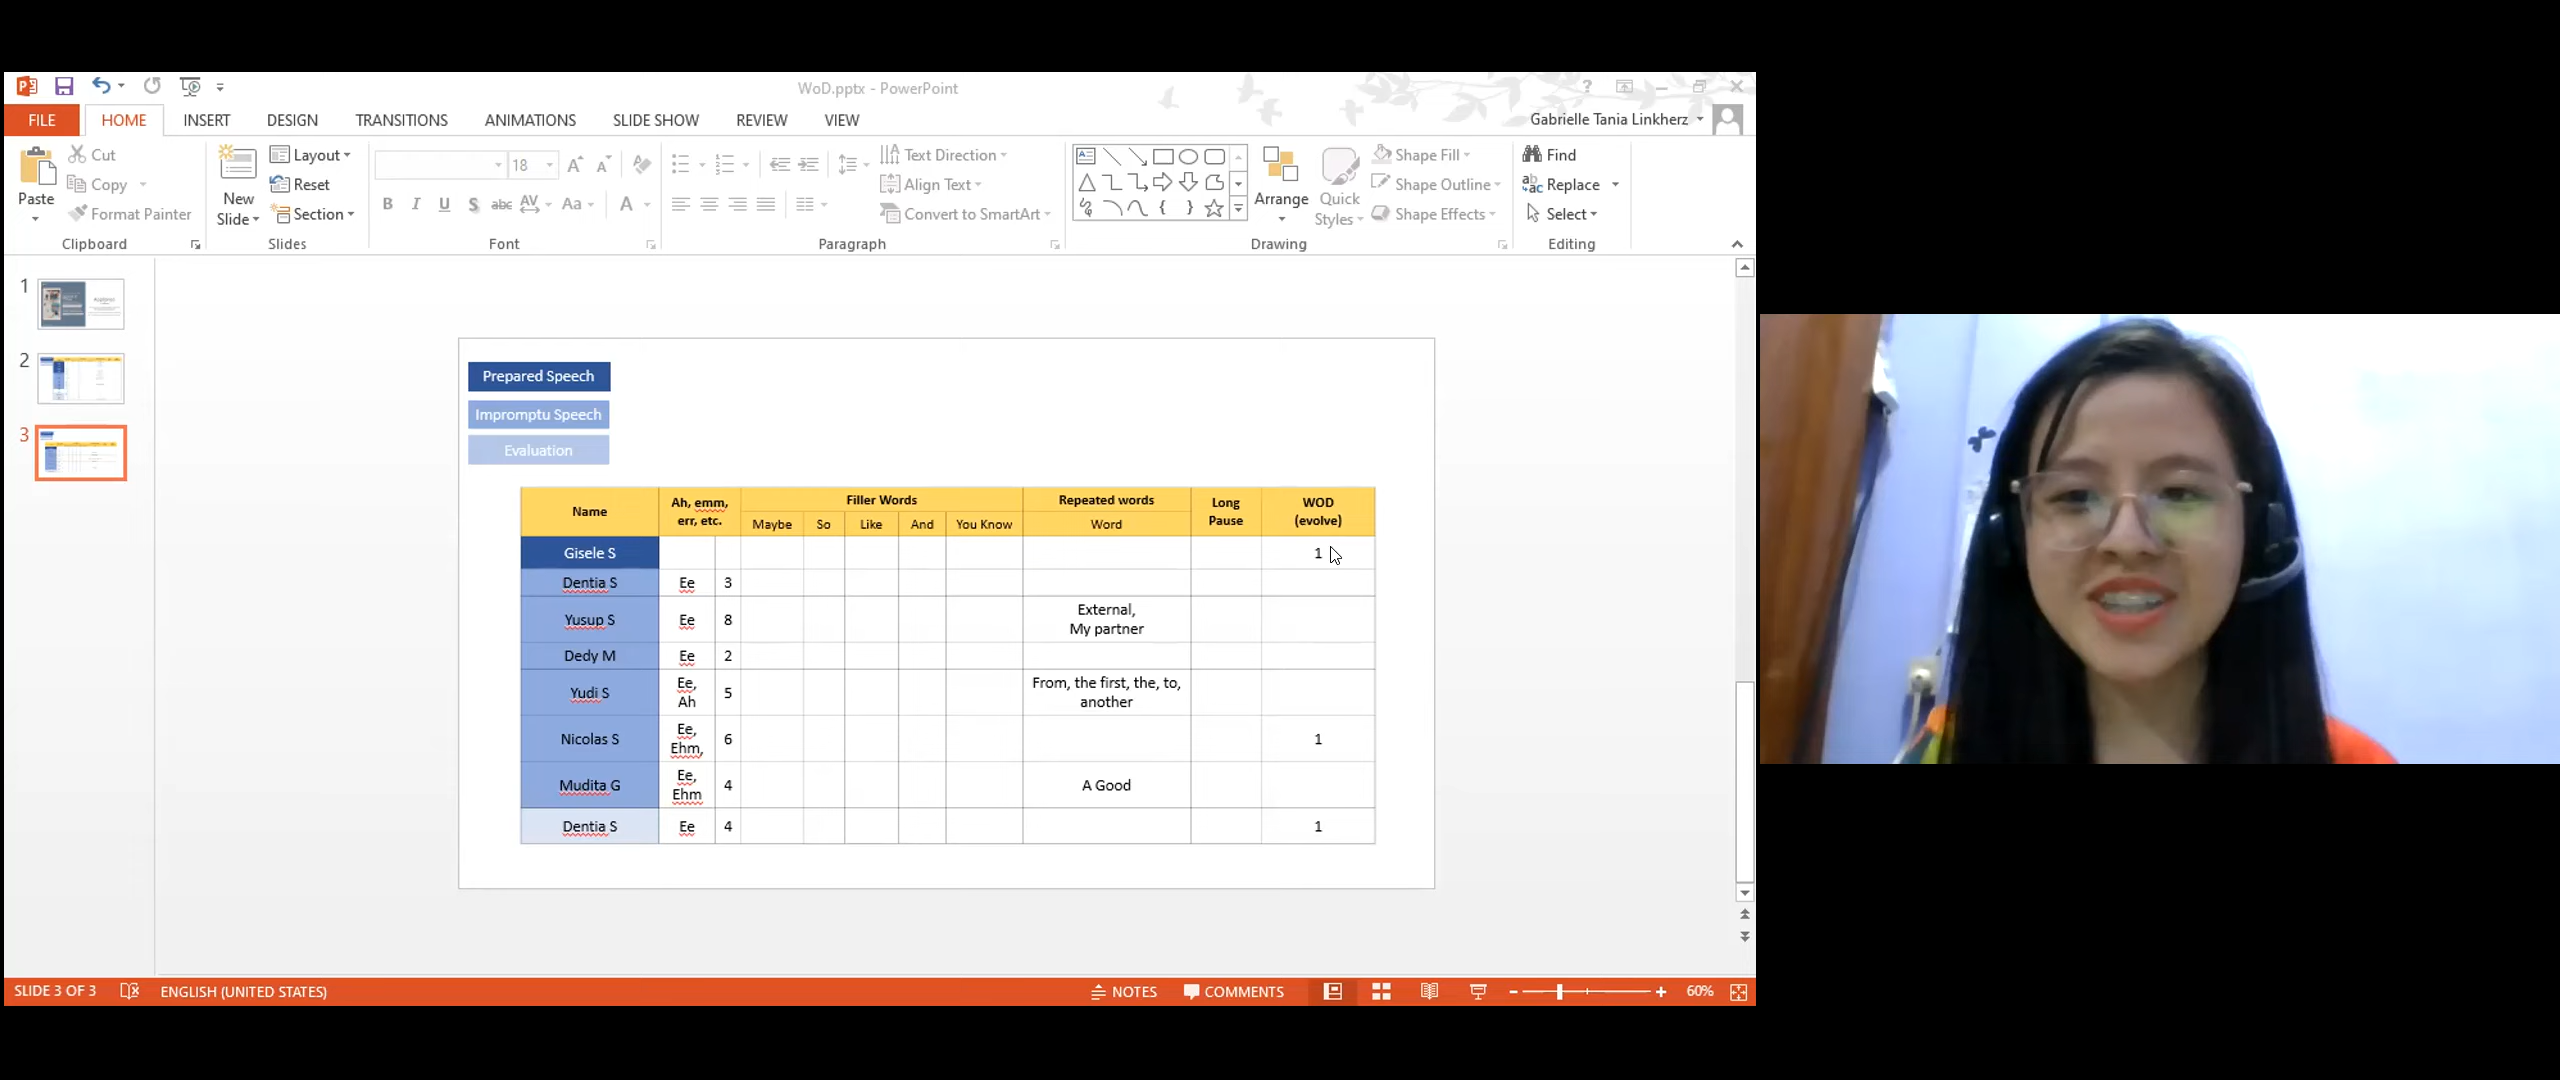 WoD.pptx - PowerPoint
?
FILE HOME INSERT DESIGN TRANSITIONS ANIMATIONS SLIDE SHOW REVIEW VIEW
Gabrielle Tania Linkherz
Paste
Cut
Copy
Format Painter
Clipboard
New
Slide
Layout
Reset
Section
Slides
18
B I U S abc AV Aa A
Font
Text Direction
Align Text
Convert to SmartArt
Paragraph
Arrange
Quick
Styles
Shape Fill
Shape Outline
Shape Effects
Drawing
Find
Replace
Select
Editing
1
2
3
Prepared Speech
Impromptu Speech
Evaluation
Name
Ah, emm,
err, etc.
Filler Words
Maybe So Like And You Know
Repeated words
Word
Long
Pause
WOD
(evolve)
Gisele S 1
Dentia S Ee 3
Yusup S Ee 8 External,
My partner
Dedy M Ee 2
Yudi S Ee,
Ah 5 From, the first, the, to,
another
Nicolas S Ee,
Ehm, 6 1
Mudita G Ee,
Ehm 4 A Good
Dentia S Ee 4 1
SLIDE 3 OF 3 ENGLISH (UNITED STATES) NOTES COMMENTS 60%